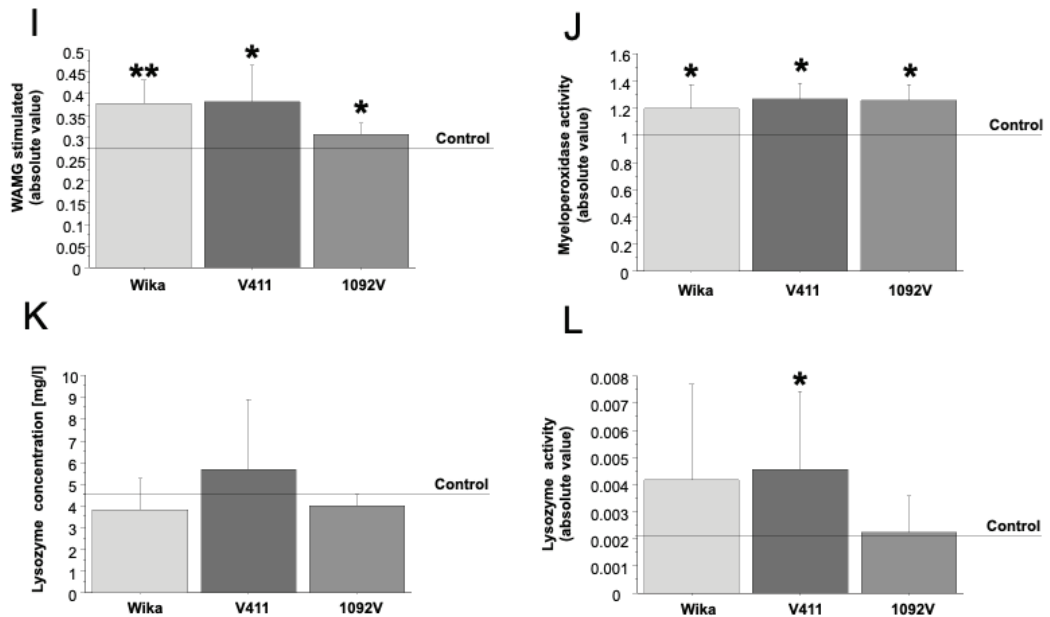 I
WAMG stimulated
(absolute value)
0.5
0.45
0.4
0.35
0.3
0.25
0.2
0.15
0.1
0.05
0
**
*
*
Control
Wika
V411
1092V
J
Myeloperoxidase activity
(absolute value)
1.6
1.4
1.2
1
0.8
0.6
0.4
0.2
0
*
*
*
Control
Wika
V411
1092V
K
Lysozyme concentration [mg/l]
10
9
8
7
6
5
4
3
2
1
0
Control
Wika
V411
1092V
L
Lysozyme activity
(absolute value)
0.008
0.007
0.006
0.005
0.004
0.003
0.002
0.001
0
*
Control
Wika
V411
1092V